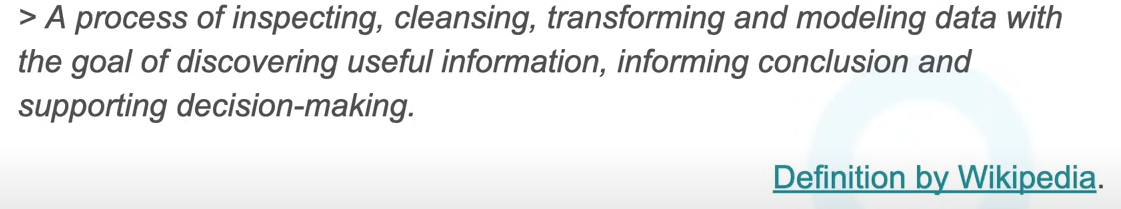 > A process of inspecting, cleansing, transforming and modeling data with
the goal of discovering useful information, informing conclusion and
supporting decision-making.
Definition by Wikipedia.